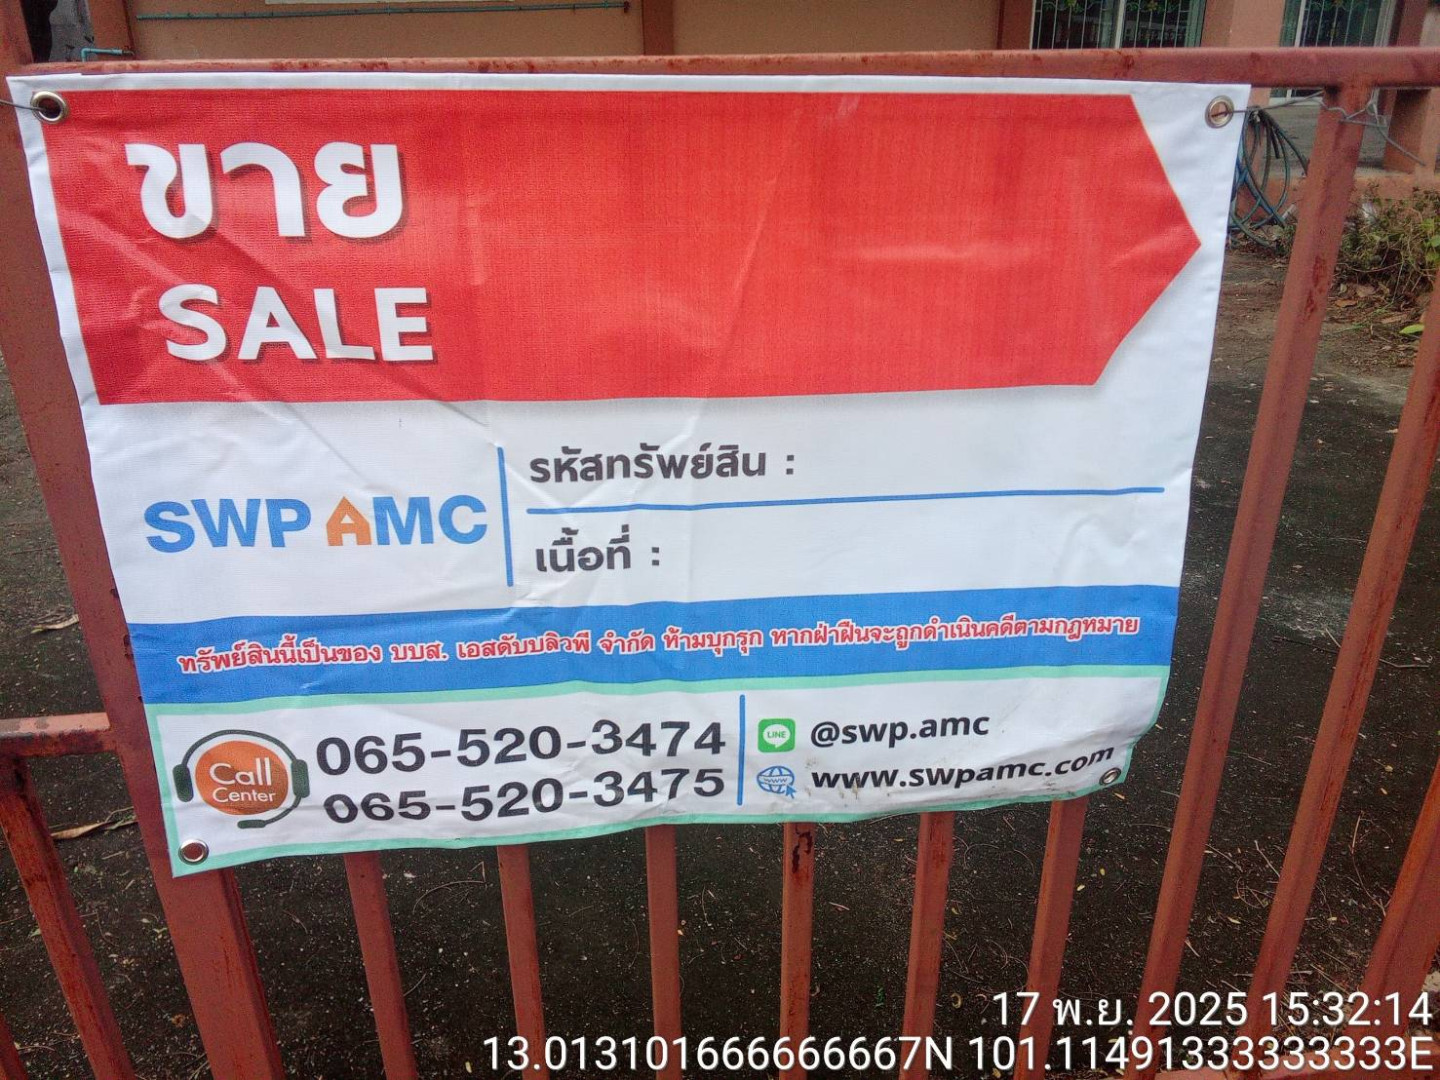 ขาย
SALE
SWP AMC
รหัสทรัพย์สิน :
เนื้อที่ :
ทรัพย์สินนี้เป็นของ บบส. เอสดับบลิวพี จำกัด ห้ามบุกรุก หากฝ่าฝืนจะถูกดำเนินคดีตามกฎหมาย
Call Center
065-520-3474
065-520-3475
LINE @swp.amc
www www.swpamc.com
17 พ.ย. 2025 15:32:14
13.013101666666667N 101.11491333333333E